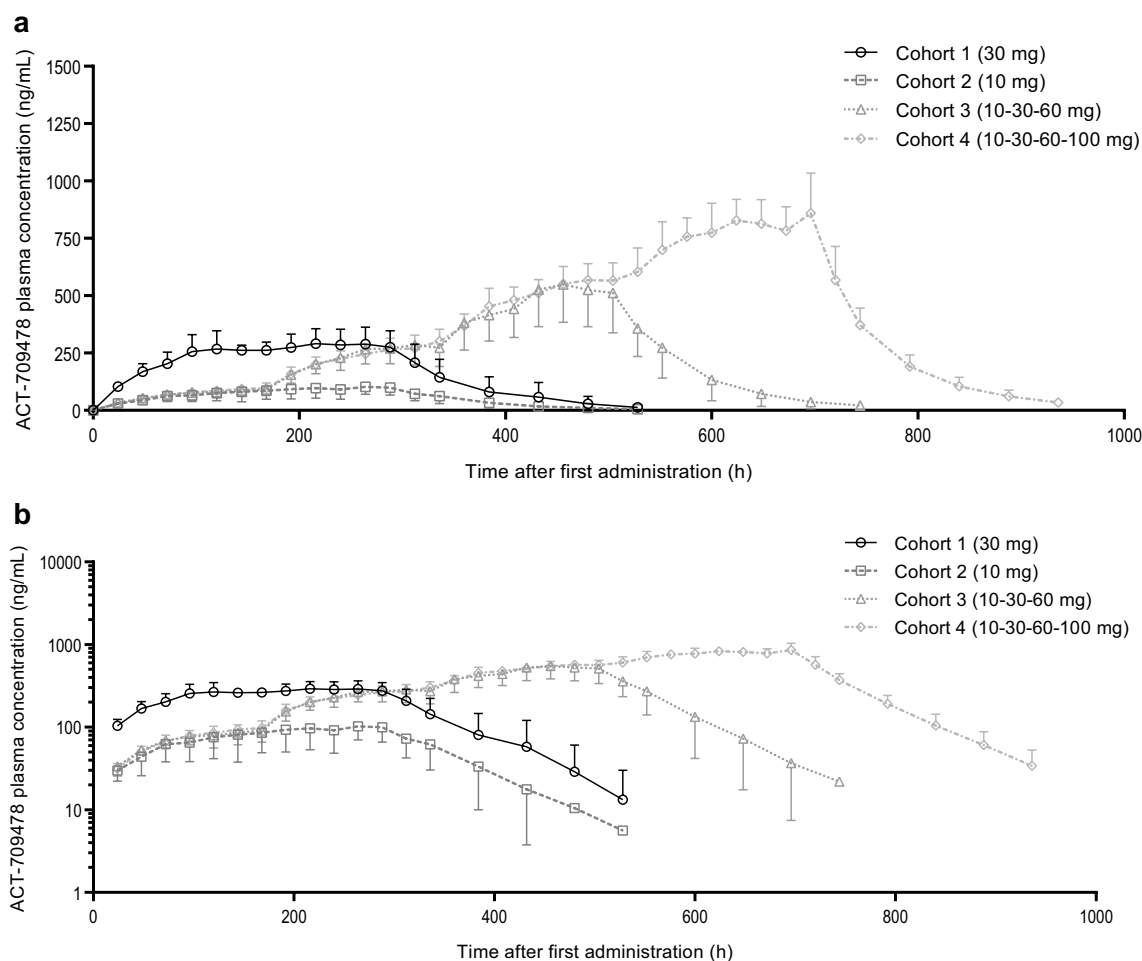 a
ACT-709478 plasma concentration (ng/mL)
1500
1250
1000
750
500
250
0
0 200 400 600 800 1000
Time after first administration (h)
Cohort 1 (30 mg)
Cohort 2 (10 mg)
Cohort 3 (10-30-60 mg)
Cohort 4 (10-30-60-100 mg)
b
ACT-709478 plasma concentration (ng/mL)
10000
1000
100
10
1
0 200 400 600 800 1000
Time after first administration (h)
Cohort 1 (30 mg)
Cohort 2 (10 mg)
Cohort 3 (10-30-60 mg)
Cohort 4 (10-30-60-100 mg)